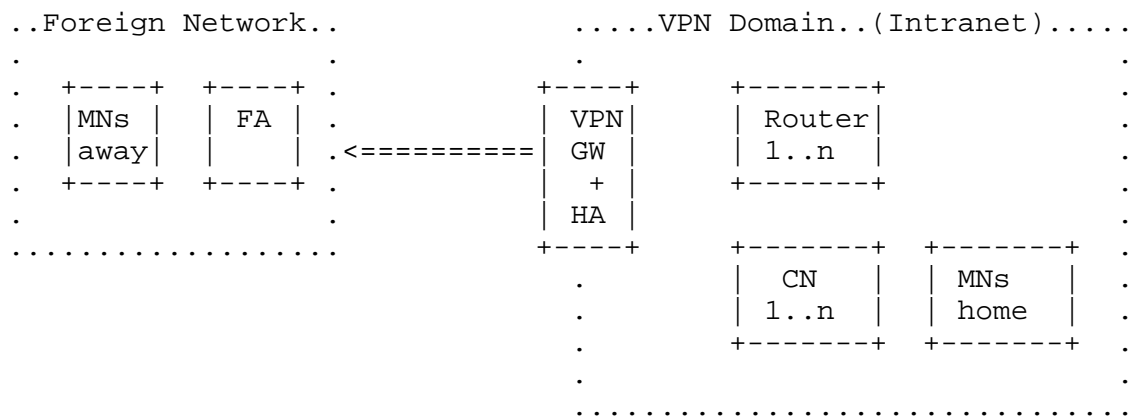 ..Foreign Network..             .....VPN Domain..(Intranet).....
.                 .             .                              .
.  +----+  +----+ .           +----+     +-------+             .
.  |MNs |  | FA | .           | VPN|     | Router|             .
.  |away|  |    | .<==========| GW |     | 1..n  |             .
.  +----+  +----+ .           |  + |     +-------+             .
.                 .           | HA |                           .
...................           +----+     +-------+  +-------+  .
                                .        |  CN   |  | MNs   |  .
                                .        | 1..n  |  | home  |  .
                                .        +-------+  +-------+  .
                                .                              .
                                ................................